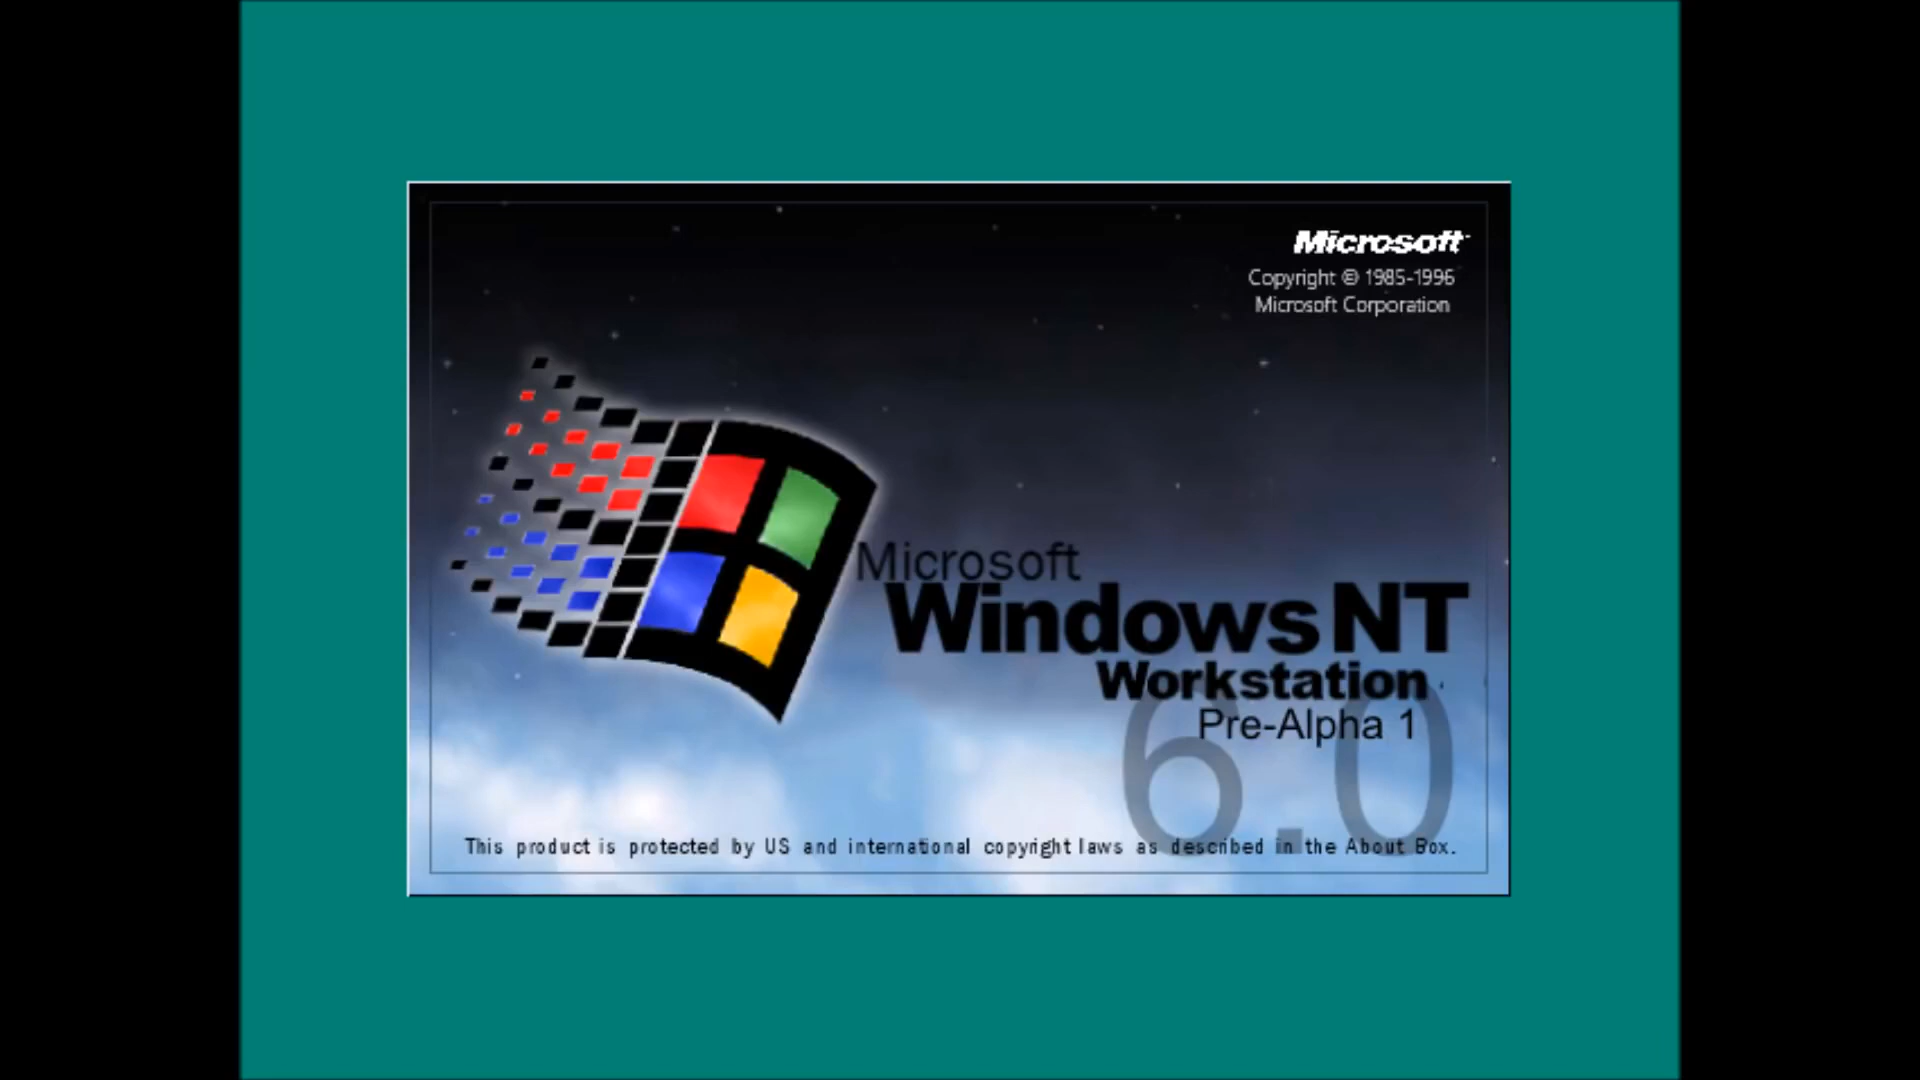 Microsoft
Copyright © 1985-1996
Microsoft Corporation
Microsoft
Windows NT
Workstation
Pre-Alpha 1
6.0
This product is protected by US and international copyright laws as described in the About Box.